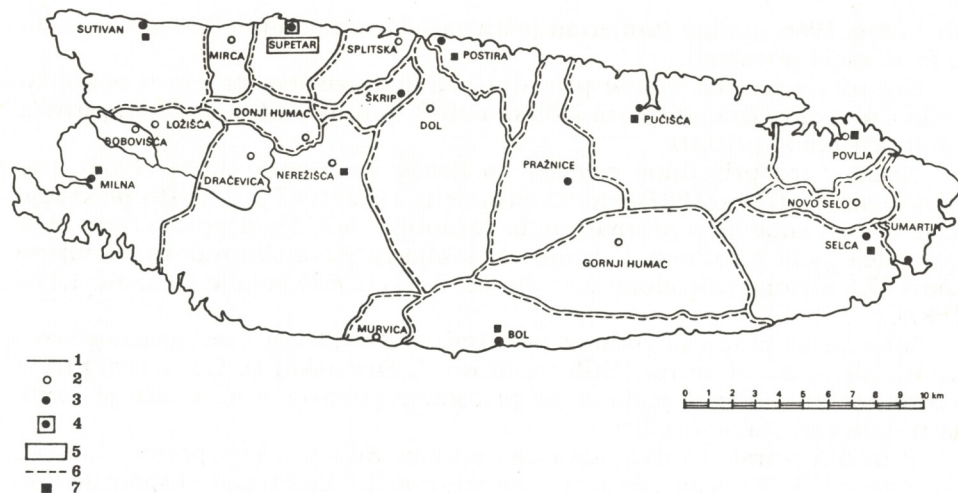 SUTIVAN
MIRCA
SUPETAR
SPLITSKA
POSTIRA
ŠKRIP
DONJI HUMAC
DOL
PUČIŠĆA
LOŽIŠĆA
BOBOVIŠĆA
POVLJA
DRAČEVICA
NEREŽIŠĆA
PRAŽNICE
MILNA
NOVO SELO
SUMARTIN
SELCA
GORNJI HUMAC
MURVICA
BOL
1
2
3
4
5
6
7
0 1 2 3 4 5 6 7 8 9 10 km